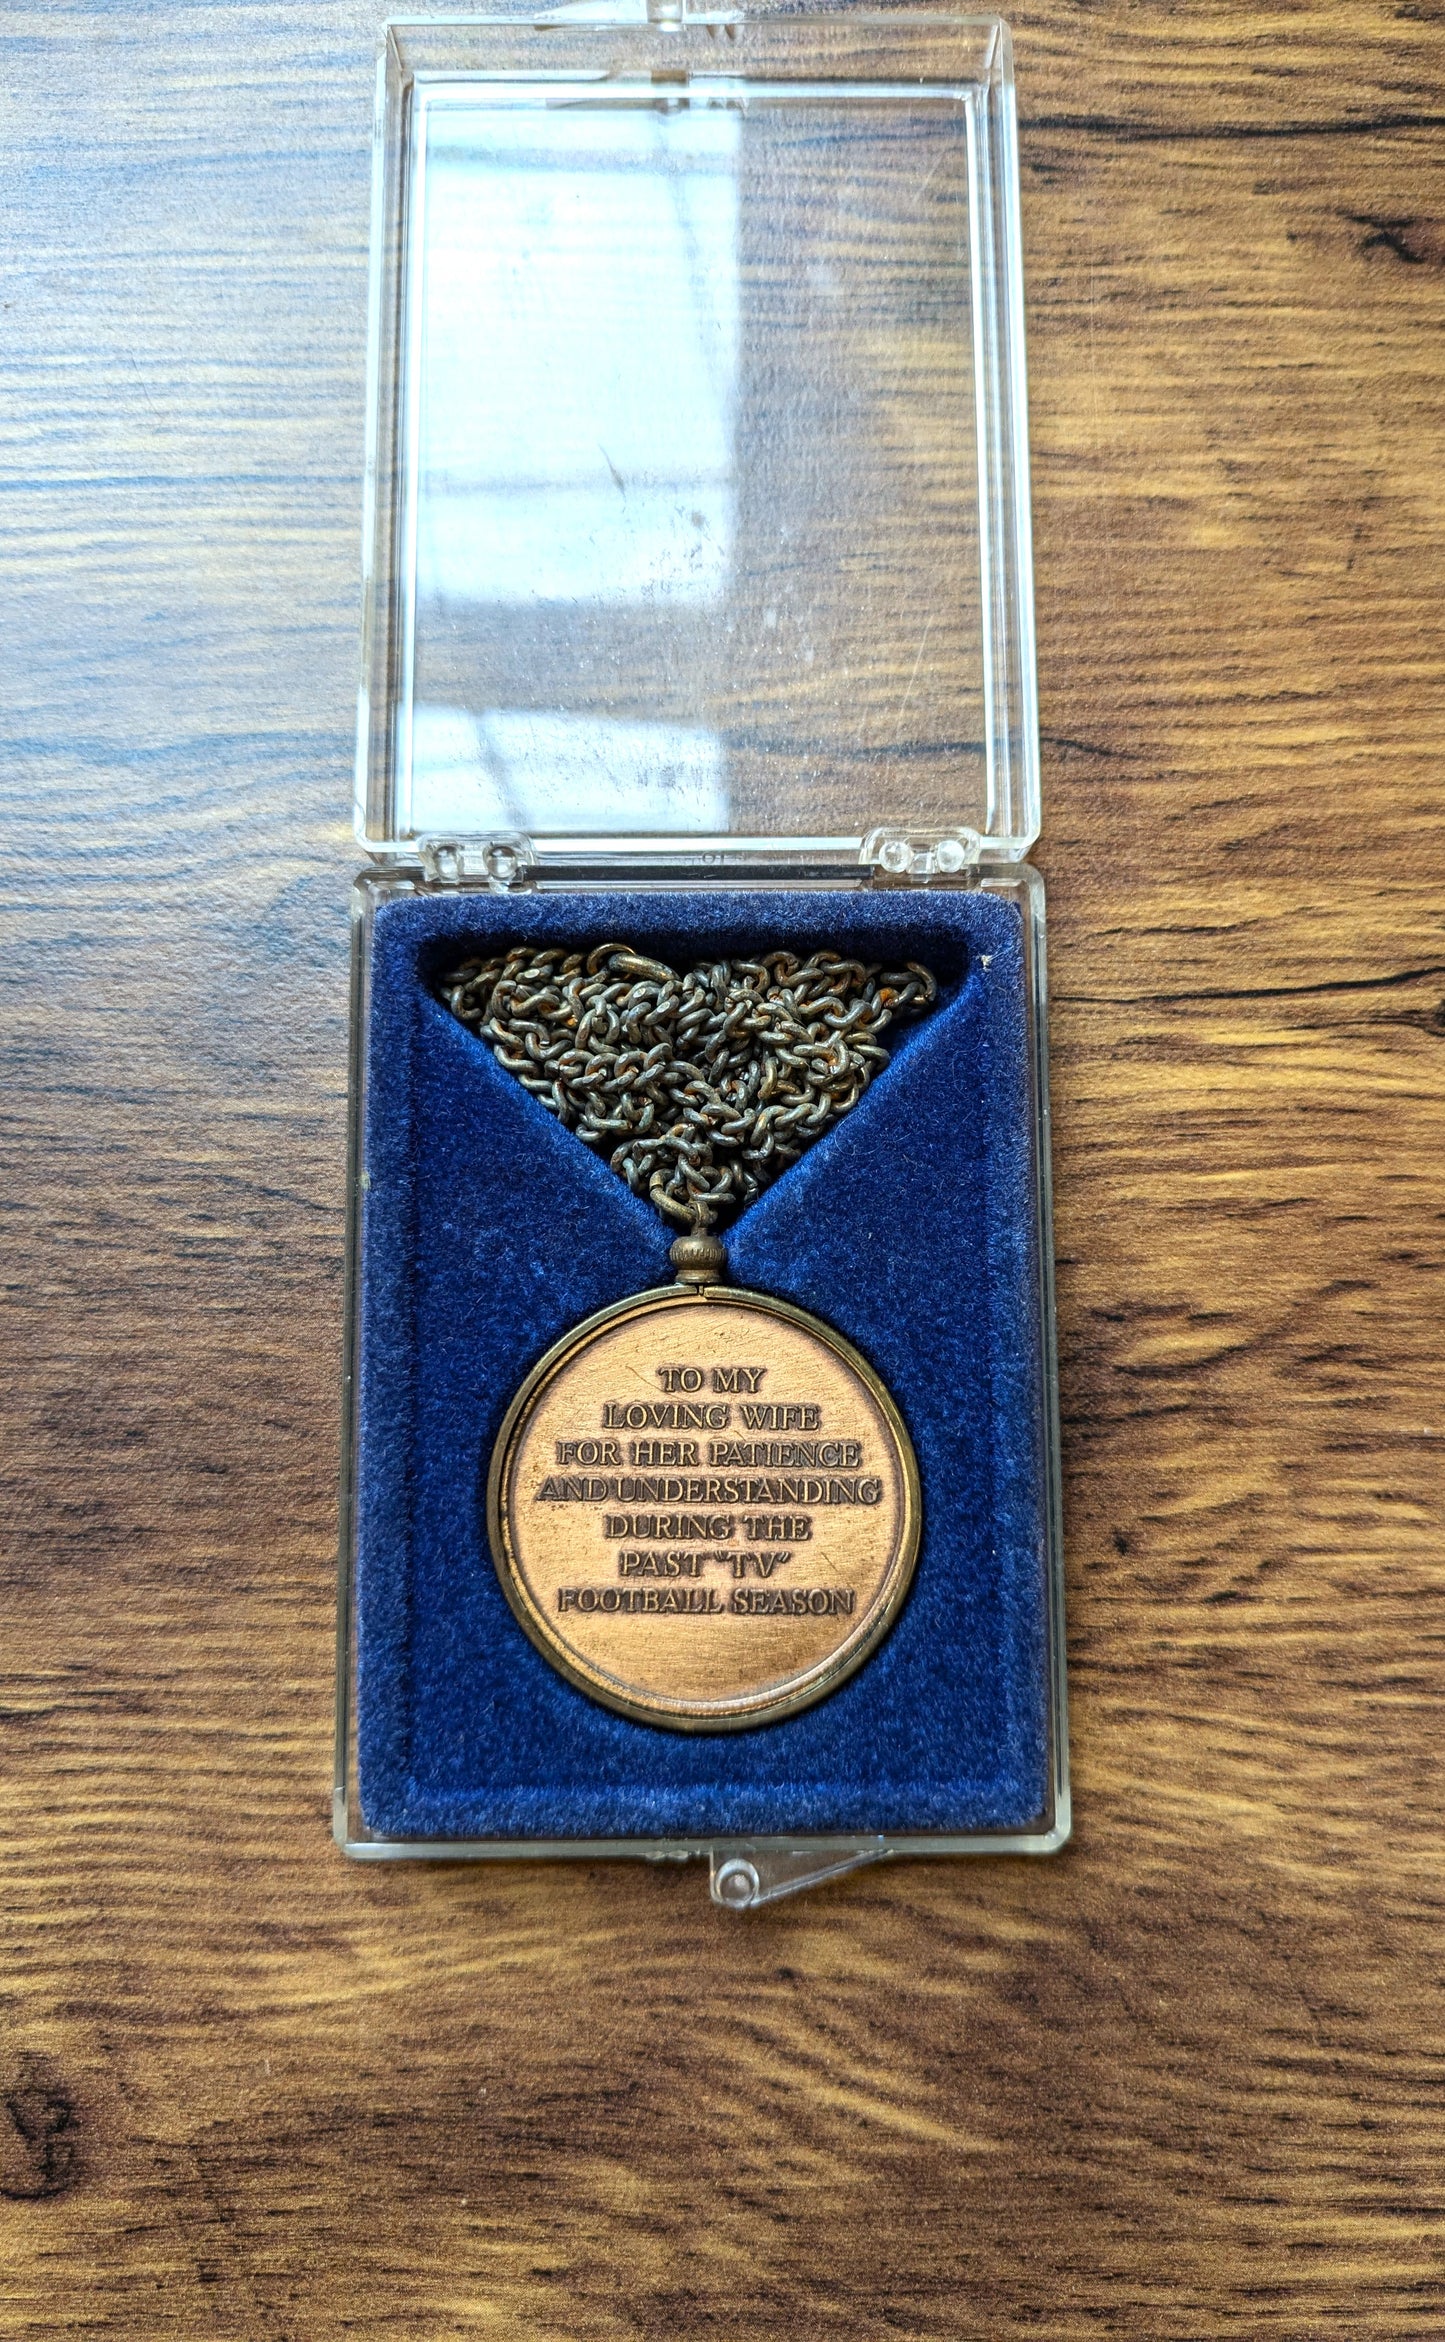 TO MY
LOVING WIFE
FOR HER PATIENCE
AND UNDERSTANDING
DURING THE
PAST "TV"
FOOTBALL SEASON